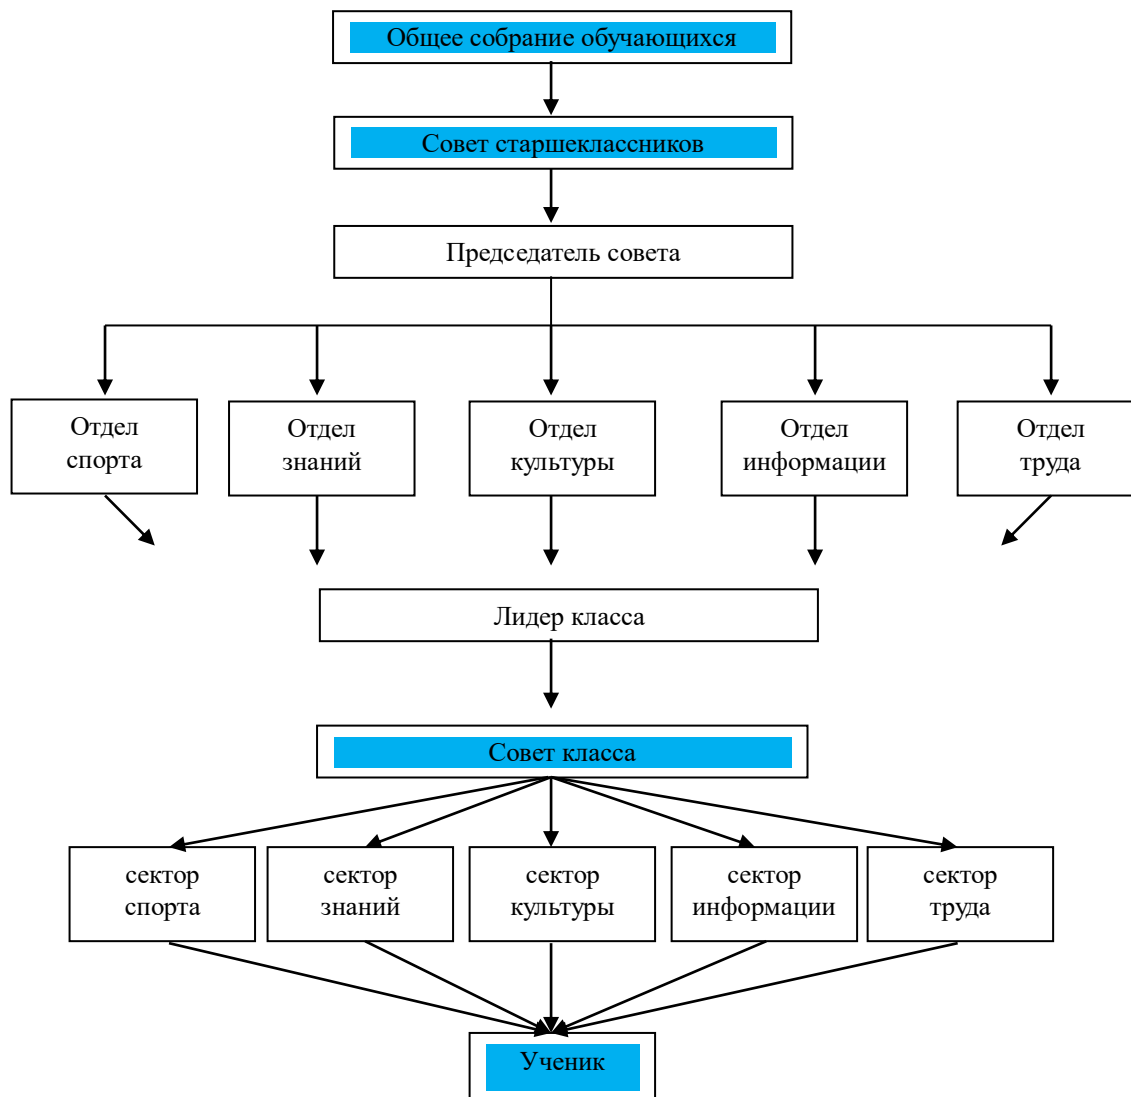 Общее собрание обучающихся
Совет старшеклассников
Председатель совета
Отдел
спорта
Отдел
знаний
Отдел
культуры
Отдел
информации
Отдел
труда
Лидер класса
Совет класса
сектор
спорта
сектор
знаний
сектор
культуры
сектор
информации
сектор
труда
Ученик